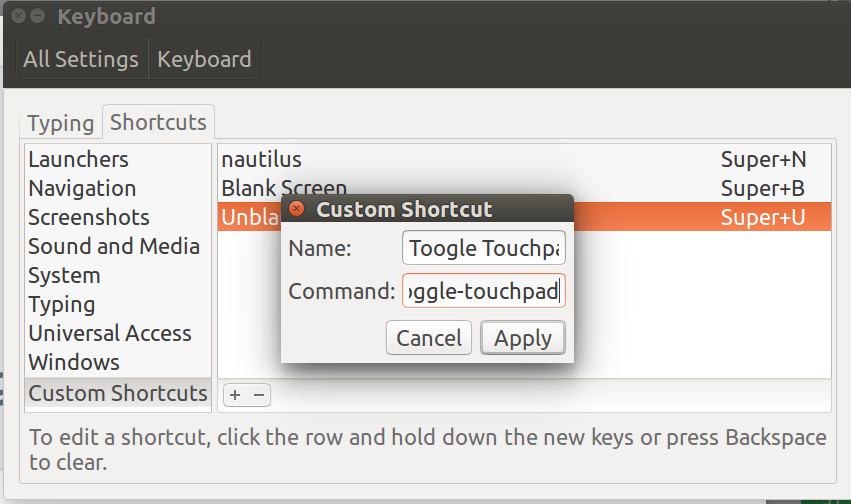 Keyboard
All Settings Keyboard
Typing Shortcuts
Launchers
Navigation
Screenshots
Sound and Media
System
Typing
Universal Access
Windows
Custom Shortcuts
nautilus Super+N
Blank Screen Super+B
Unbla Super+U
Custom Shortcut
Name: Toogle Touchpa
Command: oggle-touchpad
Cancel Apply
+ −
To edit a shortcut, click the row and hold down the new keys or press Backspace
to clear.